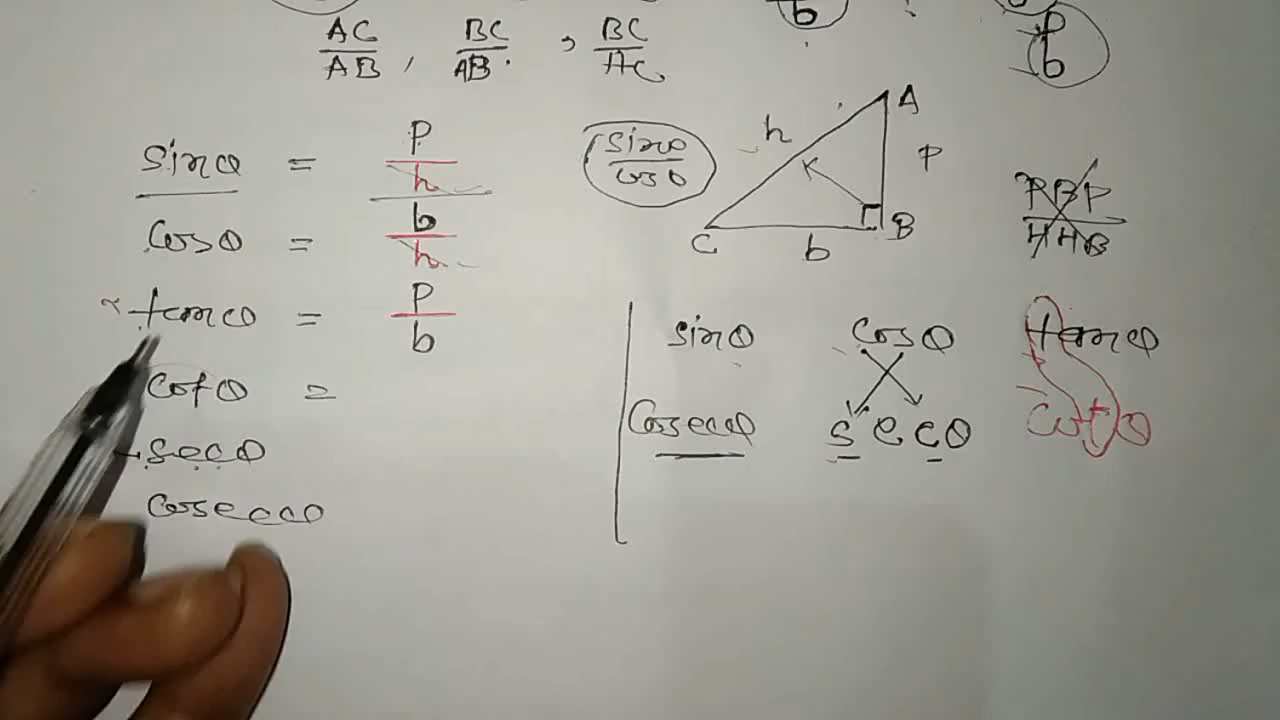 AC/AB , BC/AB . , BC/AC
b
P/b
sinθ = P/h
cosθ = b/h
tanθ = P/b
cotθ =
secθ
cosecθ
sinθ/cosθ
A
h
P
C
b
B
PBP/HHB
sinθ cosθ tanθ
cosecθ secθ cotθ